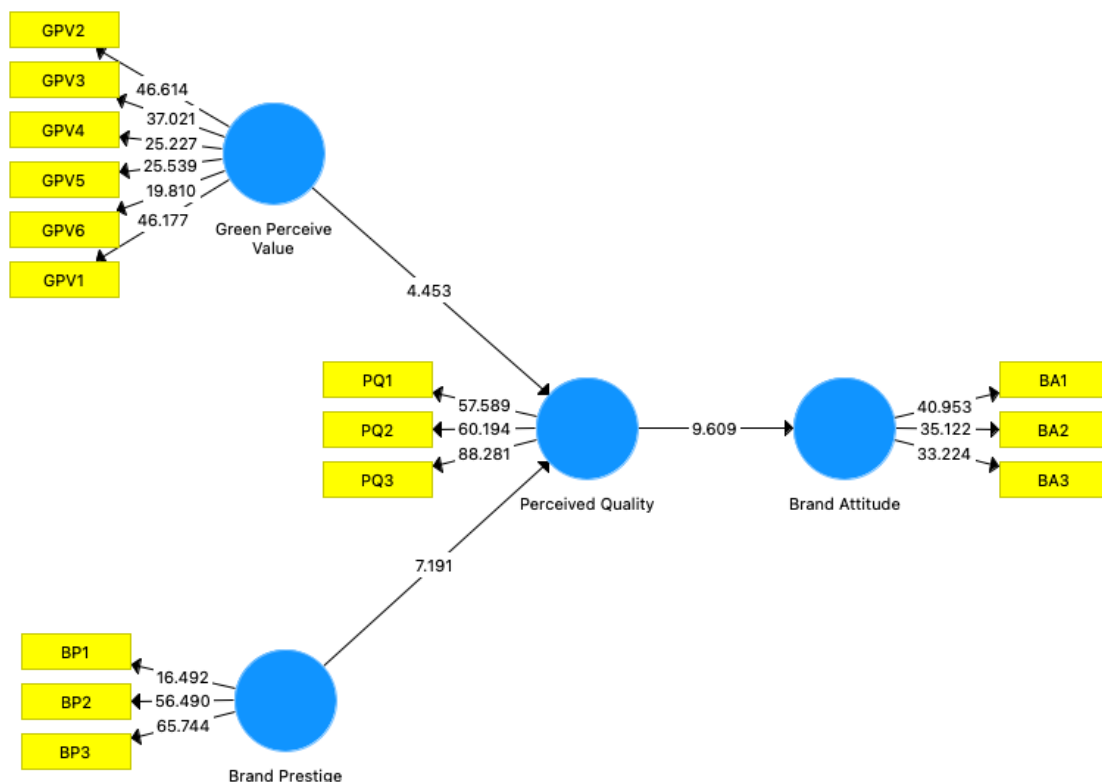 GPV2
GPV3
GPV4
GPV5
GPV6
GPV1
46.614
37.021
25.227
25.539
19.810
46.177
Green Perceive
Value
4.453
PQ1
PQ2
PQ3
57.589
60.194
88.281
Perceived Quality
9.609
Brand Attitude
40.953
35.122
33.224
BA1
BA2
BA3
7.191
BP1
BP2
BP3
16.492
56.490
65.744
Brand Prestige